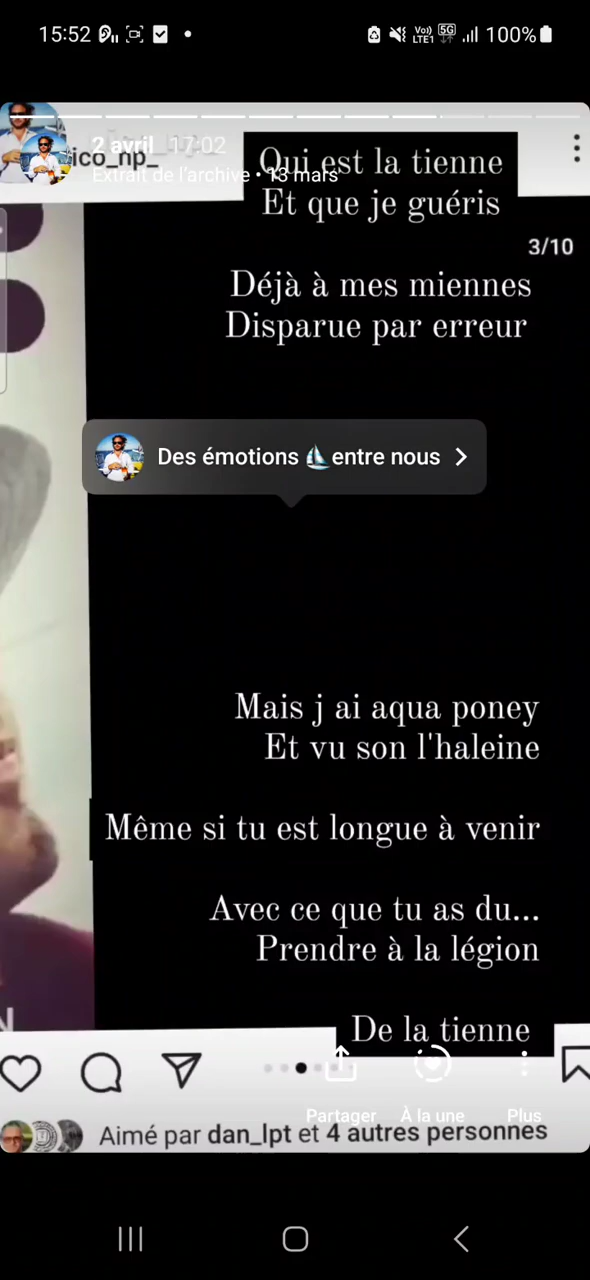 15:52
Vo)) 5G
LTE1
100%
2 avril 17:02
ico_np_
Extrait de l'archive • 13 mars
Qui est la tienne
Et que je guéris
3/10
Déjà à mes miennes
Disparue par erreur
Des émotions ⛵entre nous
Mais j ai aqua poney
Et vu son l'haleine
Même si tu est longue à venir
Avec ce que tu as du...
Prendre à la légion
De la tienne
Partager
À la une
Plus
Aimé par dan_lpt et 4 autres personnes